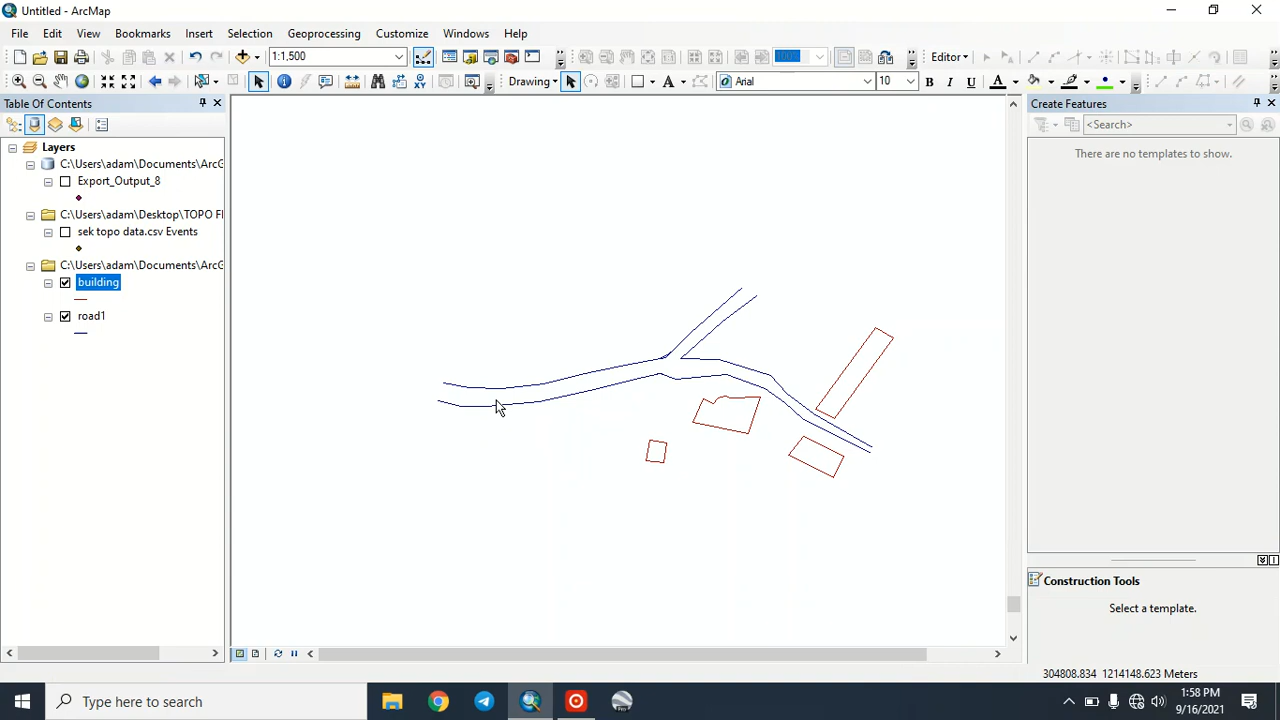 Untitled - ArcMap
File Edit View Bookmarks Insert Selection Geoprocessing Customize Windows Help
1:1,500 100% Editor
Drawing Arial 10 B I U A
Table Of Contents
Create Features
<Search>
There are no templates to show.
Layers
C:\Users\adam\Documents\ArcG
Export_Output_8
C:\Users\adam\Desktop\TOPO FI
sek topo data.csv Events
C:\Users\adam\Documents\ArcG
building
road1
Construction Tools
Select a template.
304808.834 1214148.623 Meters
Type here to search
1:58 PM
9/16/2021